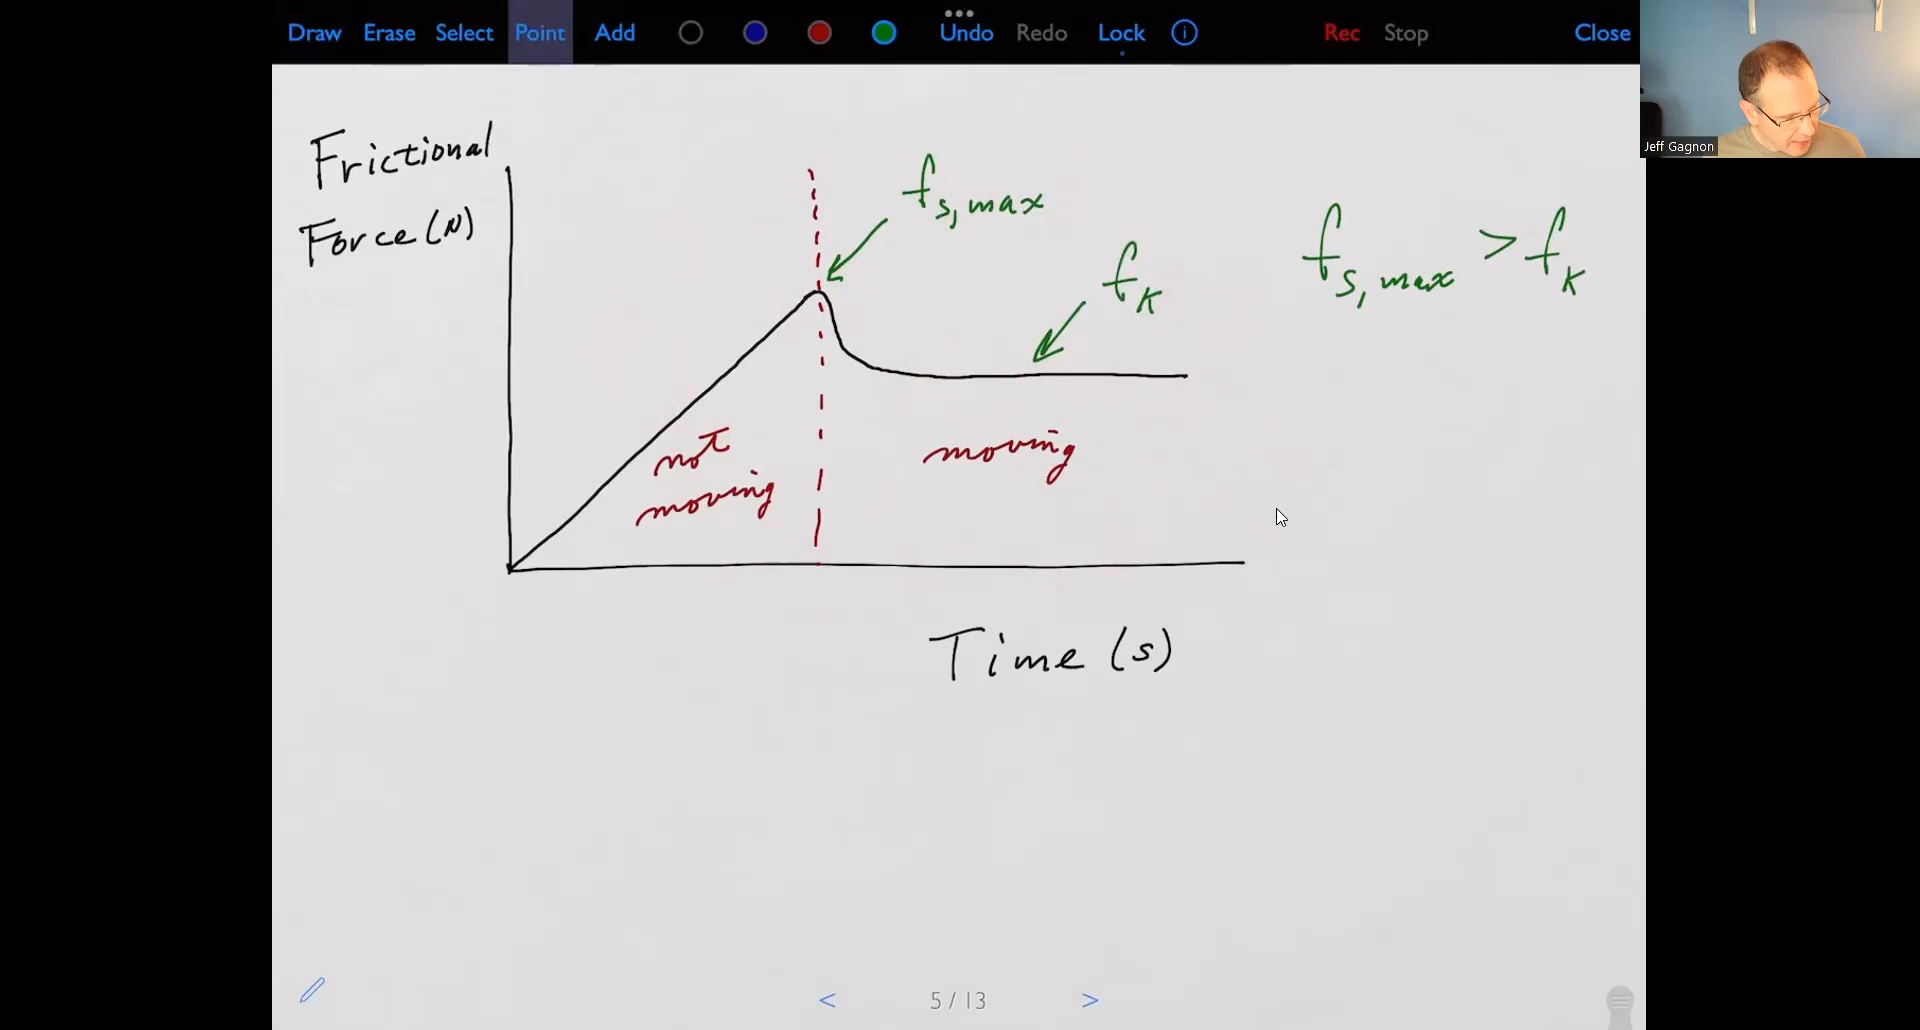 Draw Erase Select Point Add Undo Redo Lock Rec Stop Close
Jeff Gagnon
Frictional
Force (N)
fs, max
fk
fs, max > fk
not
moving
moving
Time (s)
< 5 / 13 >